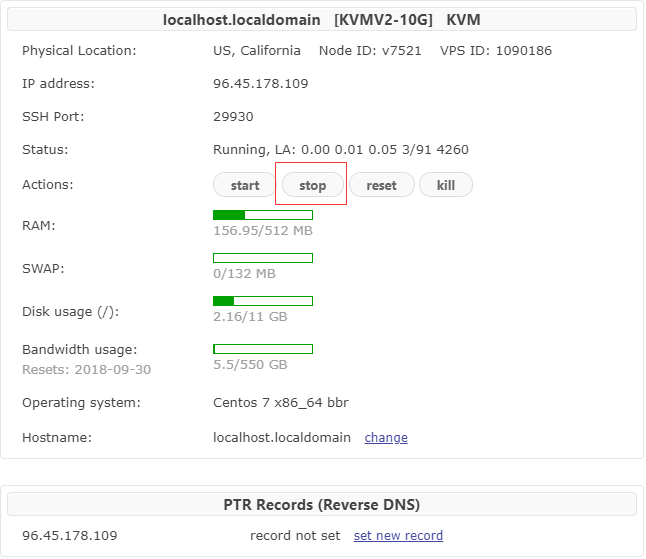 localhost.localdomain [KVMV2-10G] KVM
Physical Location: US, California Node ID: v7521 VPS ID: 1090186
IP address: 96.45.178.109
SSH Port: 29930
Status: Running, LA: 0.00 0.01 0.05 3/91 4260
Actions: start stop reset kill
RAM: 156.95/512 MB
SWAP: 0/132 MB
Disk usage (/): 2.16/11 GB
Bandwidth usage: 5.5/550 GB
Resets: 2018-09-30
Operating system: Centos 7 x86_64 bbr
Hostname: localhost.localdomain change
PTR Records (Reverse DNS)
96.45.178.109 record not set set new record